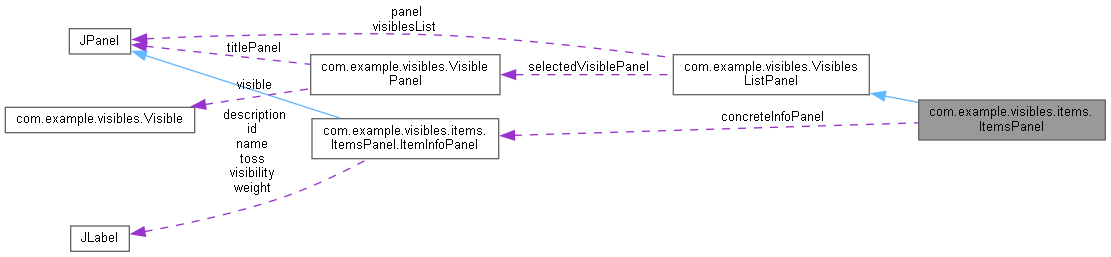 panel
visiblesList
JPanel
titlePanel
com.example.visibles.Visible
Panel
selectedVisiblePanel
com.example.visibles.Visibles
ListPanel
visible
com.example.visibles.Visible
description
id
name
toss
visibility
weight
com.example.visibles.items.
ItemsPanel.ItemInfoPanel
concreteInfoPanel
com.example.visibles.items.
ItemsPanel
JLabel